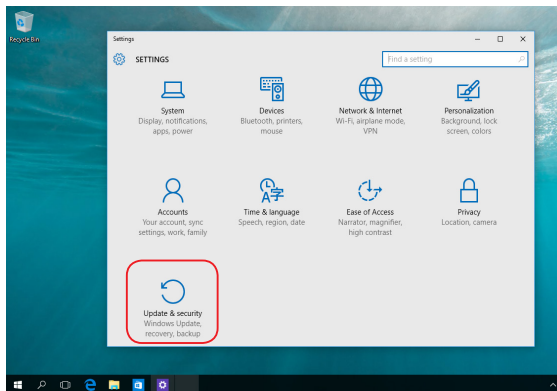 Recycle Bin
Settings
SETTINGS
Find a setting
System
Display, notifications,
apps, power
Devices
Bluetooth, printers,
mouse
Network & Internet
Wi-Fi, airplane mode,
VPN
Personalization
Background, lock
screen, colors
Accounts
Your account, sync
settings, work, family
Time & language
Speech, region, date
Ease of Access
Narrator, magnifier,
high contrast
Privacy
Location, camera
Update & security
Windows Update,
recovery, backup